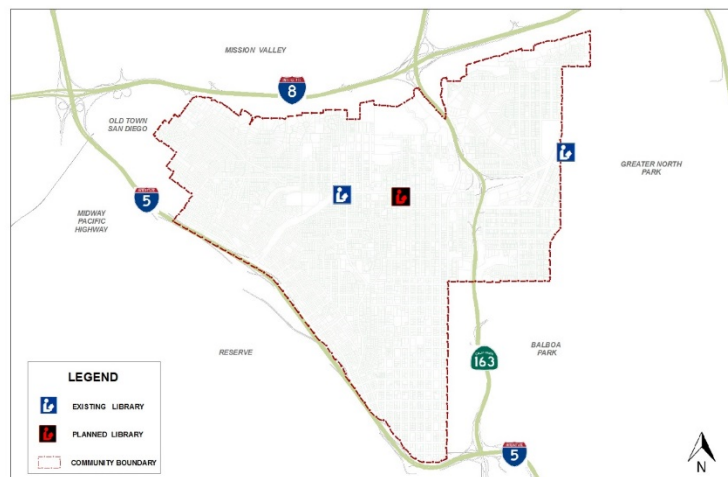 MISSION VALLEY
INTERSTATE
8
OLD TOWN
SAN DIEGO
GREATER NORTH
PARK
5
MIDWAY
PACIFIC
HIGHWAY
RESERVE
BALBOA
PARK
163
5
LEGEND
EXISTING LIBRARY
PLANNED LIBRARY
COMMUNITY BOUNDARY
N